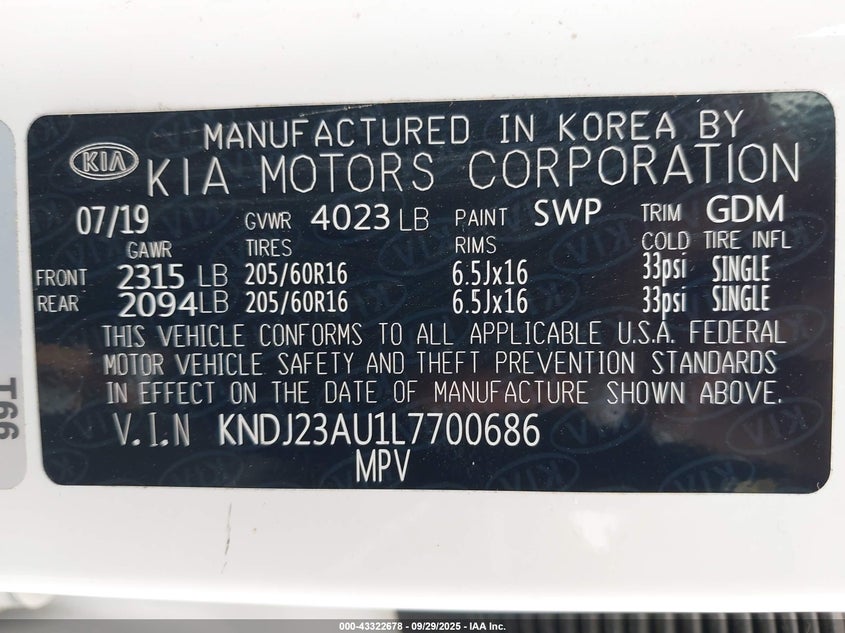 MANUFACTURED IN KOREA BY
KIA KIA MOTORS CORPORATION
07/19 GVWR 4023 LB PAINT SWP TRIM GDM
GAWR TIRES RIMS COLD TIRE INFL
FRONT 2315 LB 205/60R16 6.5Jx16 33psi SINGLE
REAR 2094 LB 205/60R16 6.5Jx16 33psi SINGLE
THIS VEHICLE CONFORMS TO ALL APPLICABLE U.S.A. FEDERAL
MOTOR VEHICLE SAFETY AND THEFT PREVENTION STANDARDS
IN EFFECT ON THE DATE OF MANUFACTURE SHOWN ABOVE.
V.I.N KNDJ23AU1L7700686
MPV
T66
000-43322678 - 09/29/2025 - IAA Inc.